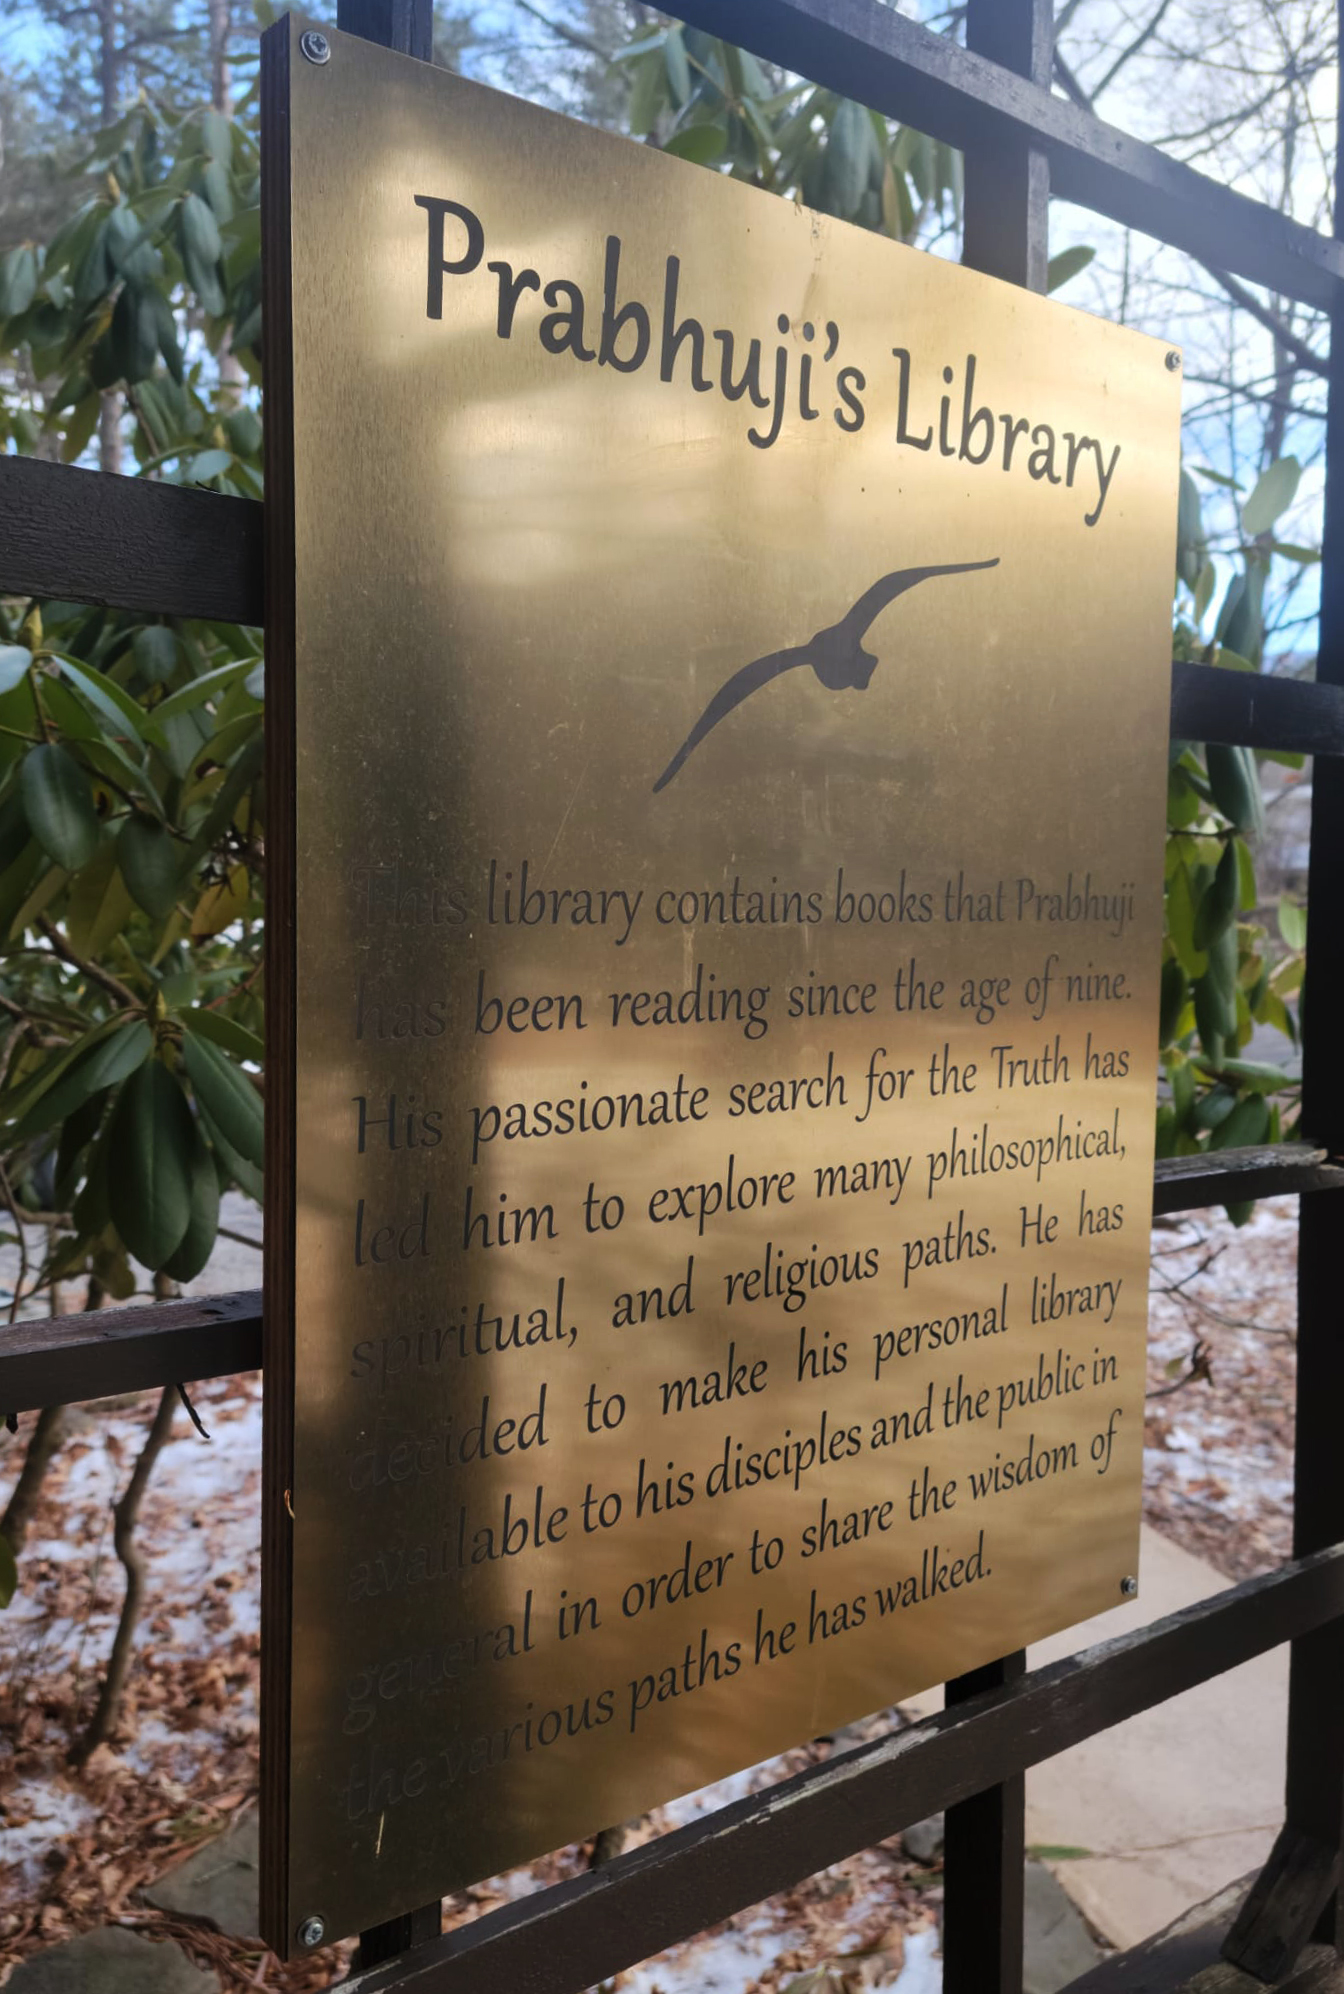 Prabhuji's Library
This library contains books that Prabhuji
has been reading since the age of nine.
His passionate search for the Truth has
led him to explore many philosophical,
spiritual, and religious paths. He has
decided to make his personal library
available to his disciples and the public in
general in order to share the wisdom of
the various paths he has walked.